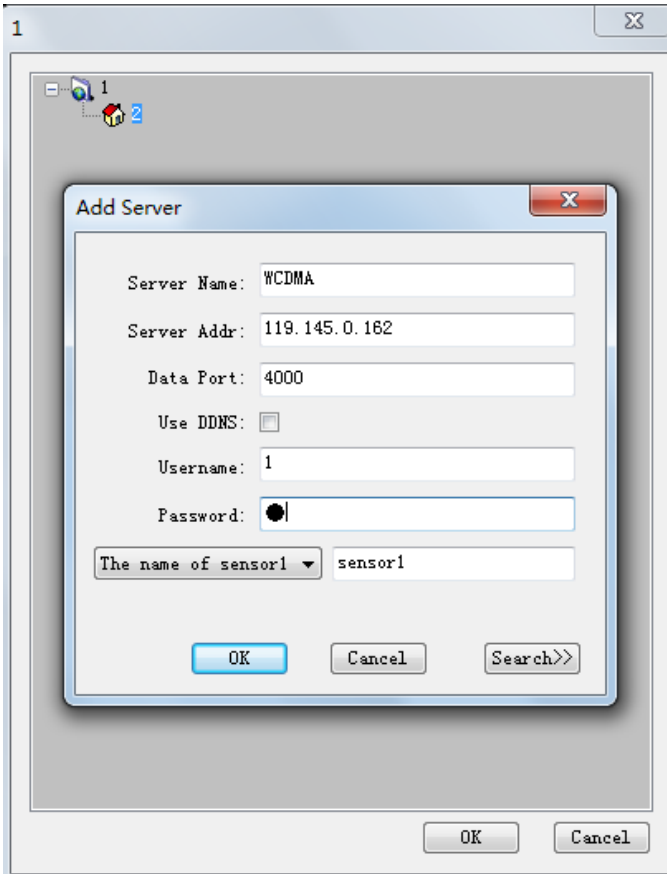 1
1
2
Add Server
Server Name: WCDMA
Server Addr: 119.145.0.162
Data Port: 4000
Use DDNS:
Username: 1
Password: ●
The name of sensor1 sensor1
OK Cancel Search>>
OK Cancel